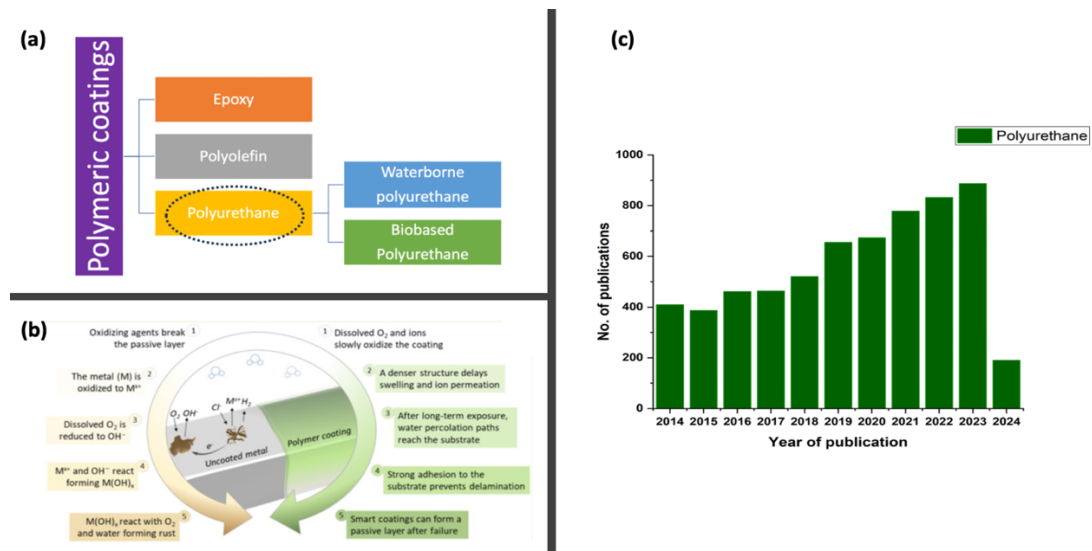 (a)
Polymeric coatings
Epoxy
Polyolefin
Polyurethane
Waterborne
polyurethane
Biobased
Polyurethane
(b)
Oxidizing agents break
the passive layer
1
The metal (M) is
oxidized to Mⁿ⁺
2
Dissolved O₂ is
reduced to OH⁻
3
Mⁿ⁺ and OH⁻ react
forming M(OH)ₙ
4
M(OH)ₙ react with O₂
and water forming rust
5
O₂ OH⁻
Cl⁻ Mⁿ⁺ H₂
e⁻
Uncoated metal
Polymer coating
1
Dissolved O₂ and ions
slowly oxidize the coating
2
A denser structure delays
swelling and ion permeation
3
After long-term exposure,
water percolation paths
reach the substrate
4
Strong adhesion to the
substrate prevents delamination
5
Smart coatings can form a
passive layer after failure
(c)
Polyurethane
1000
800
600
400
200
0
No. of publications
2014 2015 2016 2017 2018 2019 2020 2021 2022 2023 2024
Year of publication